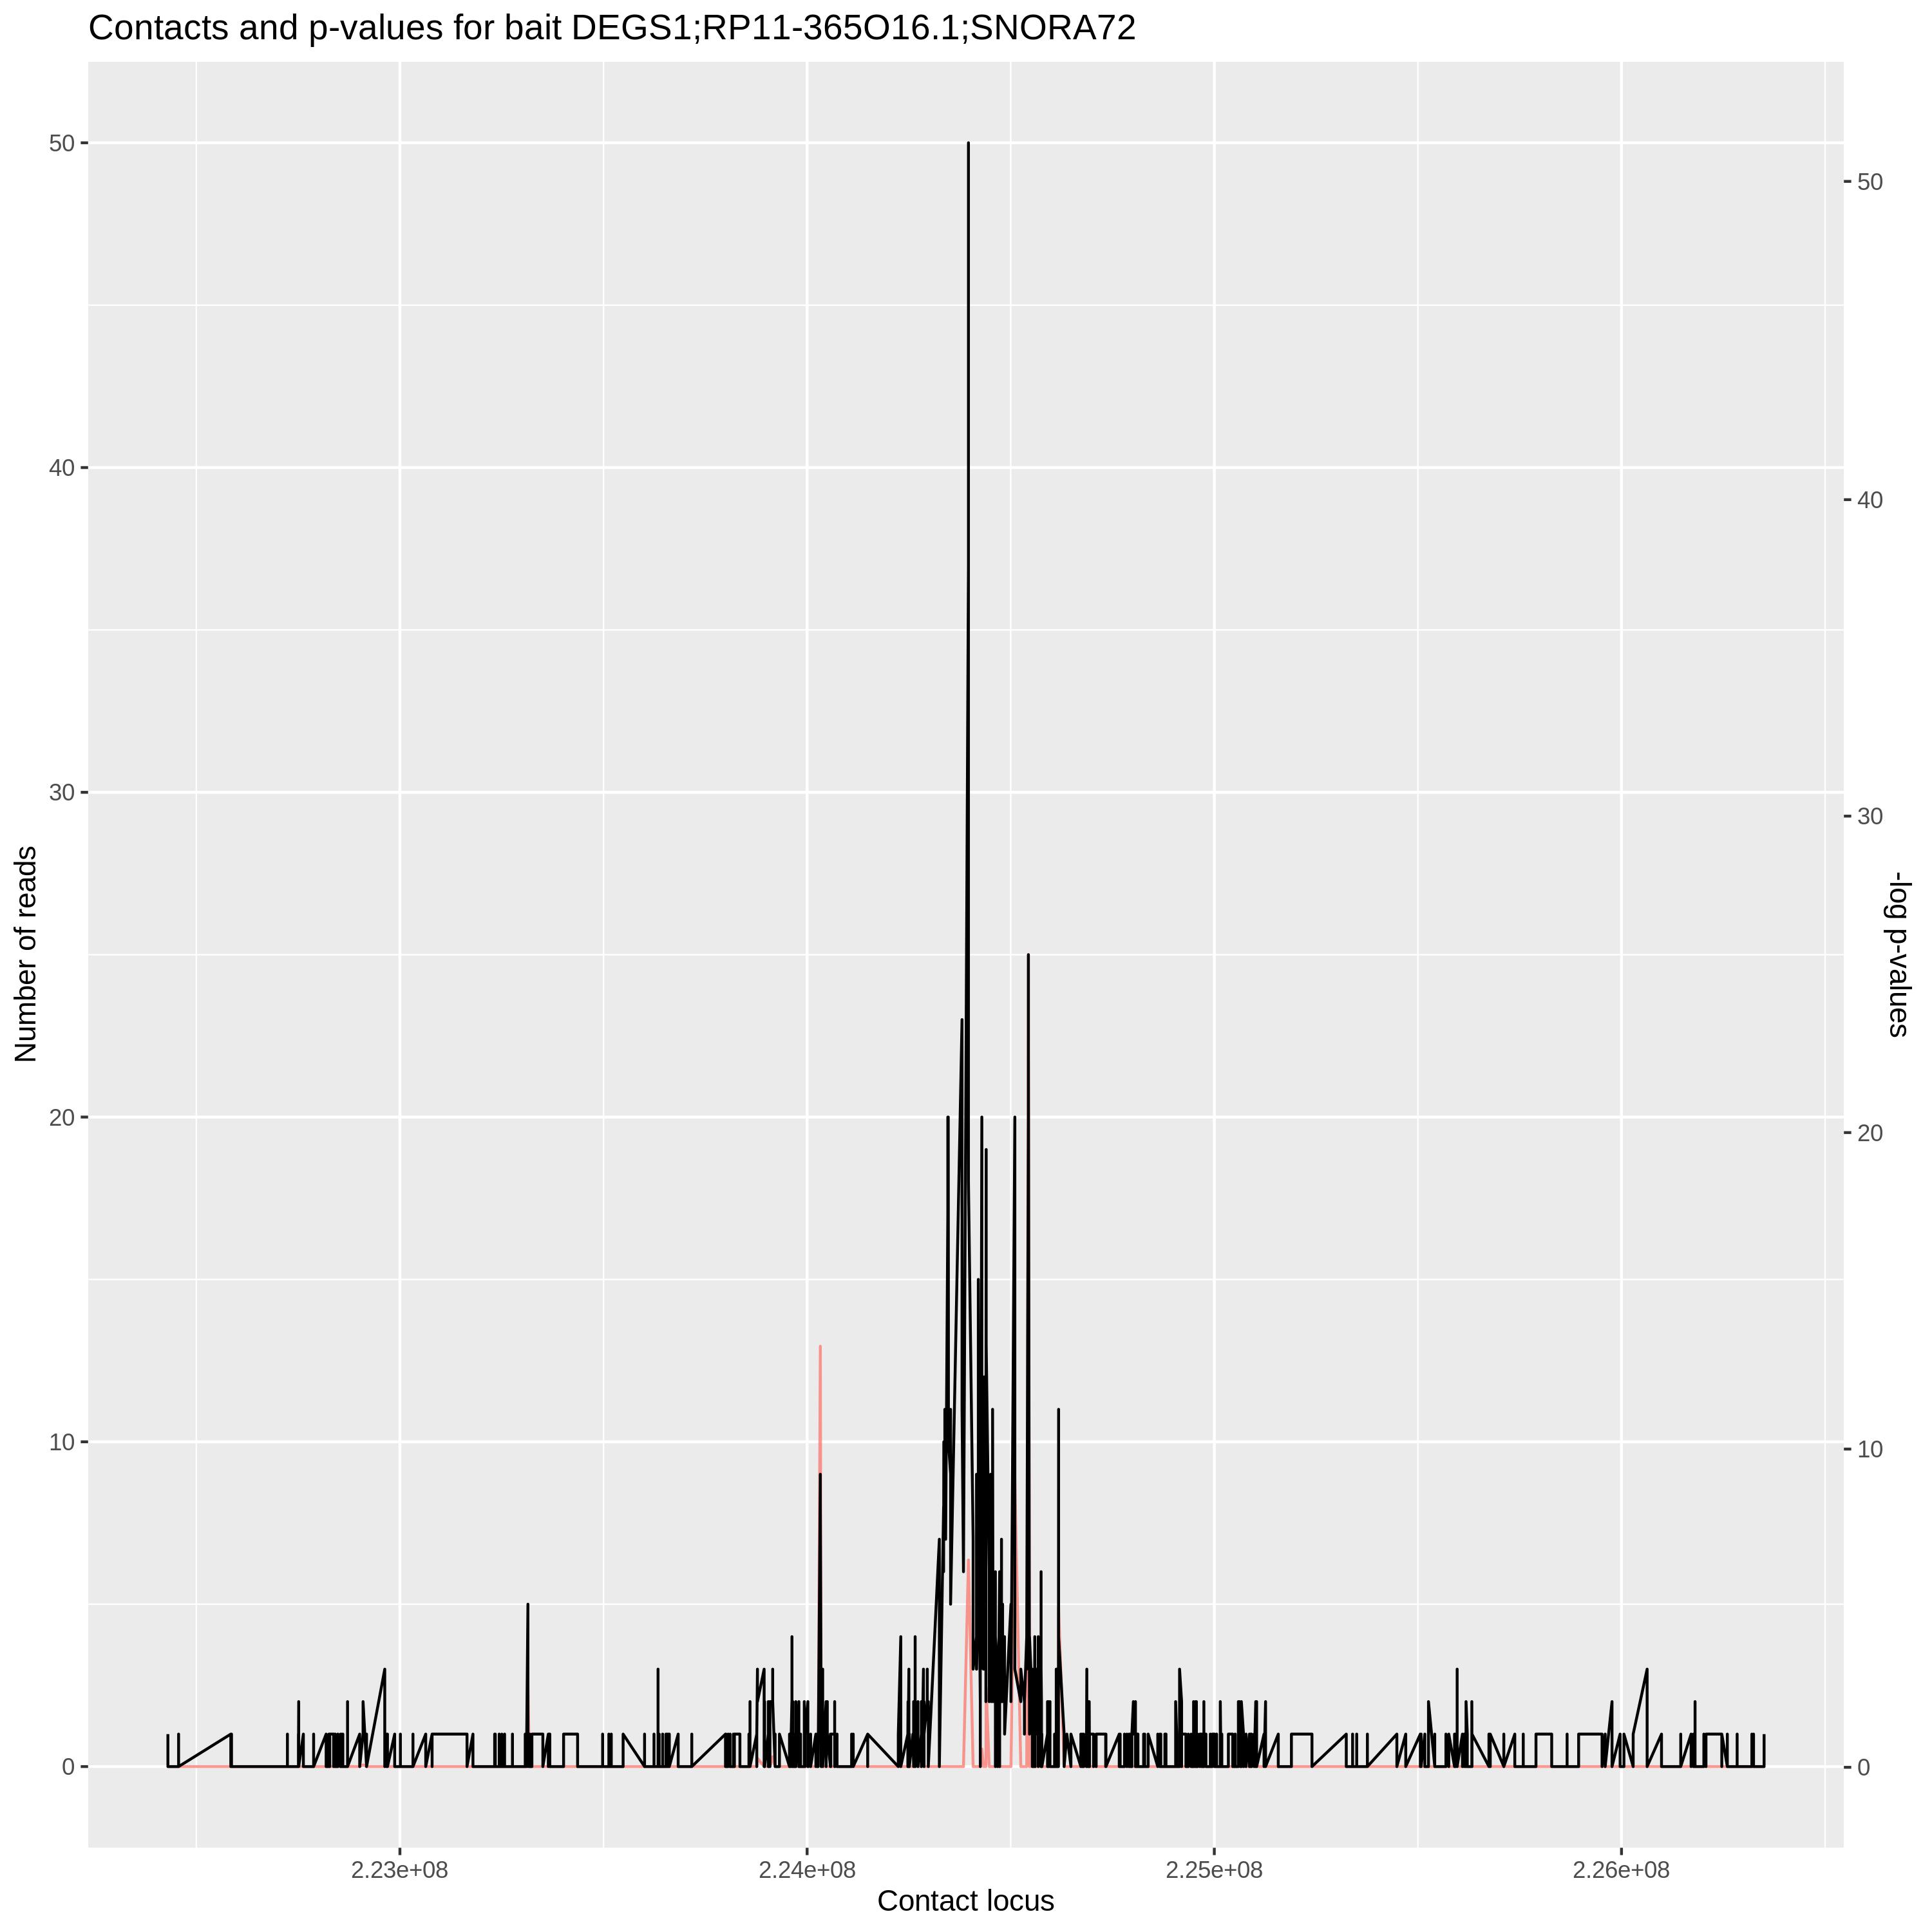 Contacts and p-values for bait DEGS1;RP11-365O16.1;SNORA72
50
40
30
20
10
0
Number of reads
50
40
30
20
10
0
-log p-values
2.23e+08
2.24e+08
2.25e+08
2.26e+08
Contact locus